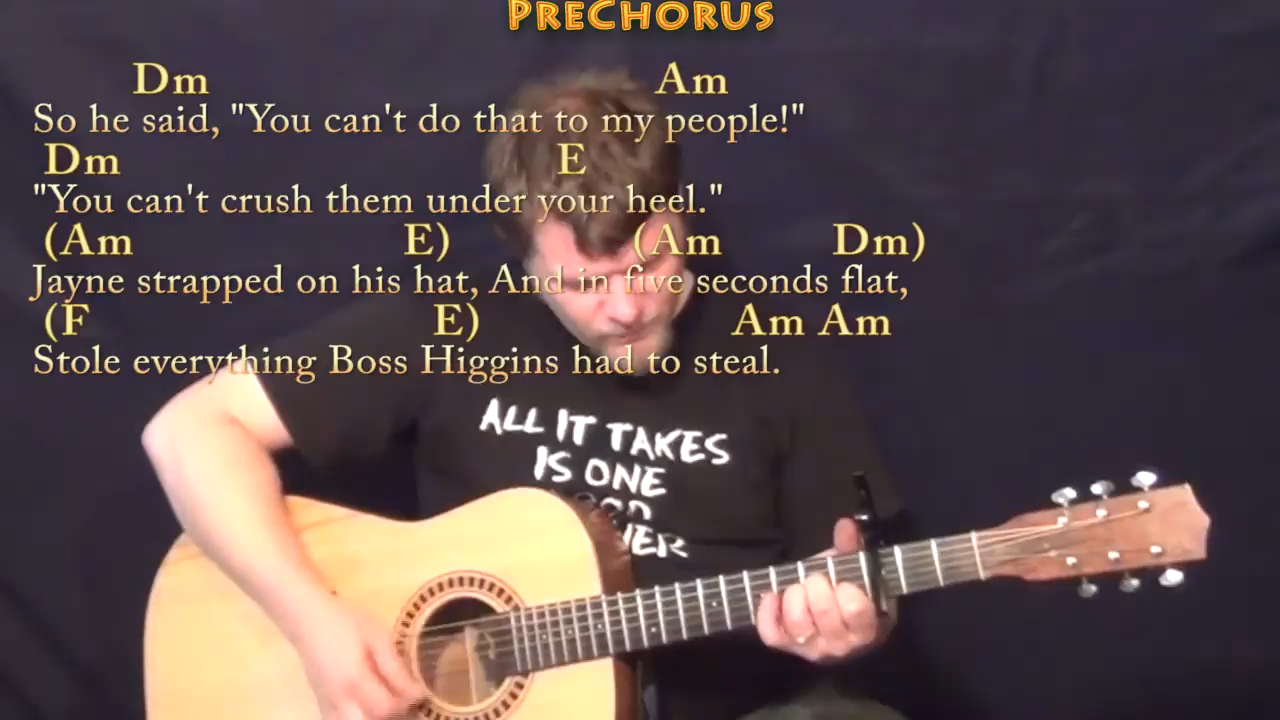 PRECHORUS
Dm Am
So he said, "You can't do that to my people!"
Dm E
"You can't crush them under your heel."
(Am E) (Am Dm)
Jayne strapped on his hat, And in five seconds flat,
(F E) Am Am
Stole everything Boss Higgins had to steal.
ALL IT TAKES
IS ONE